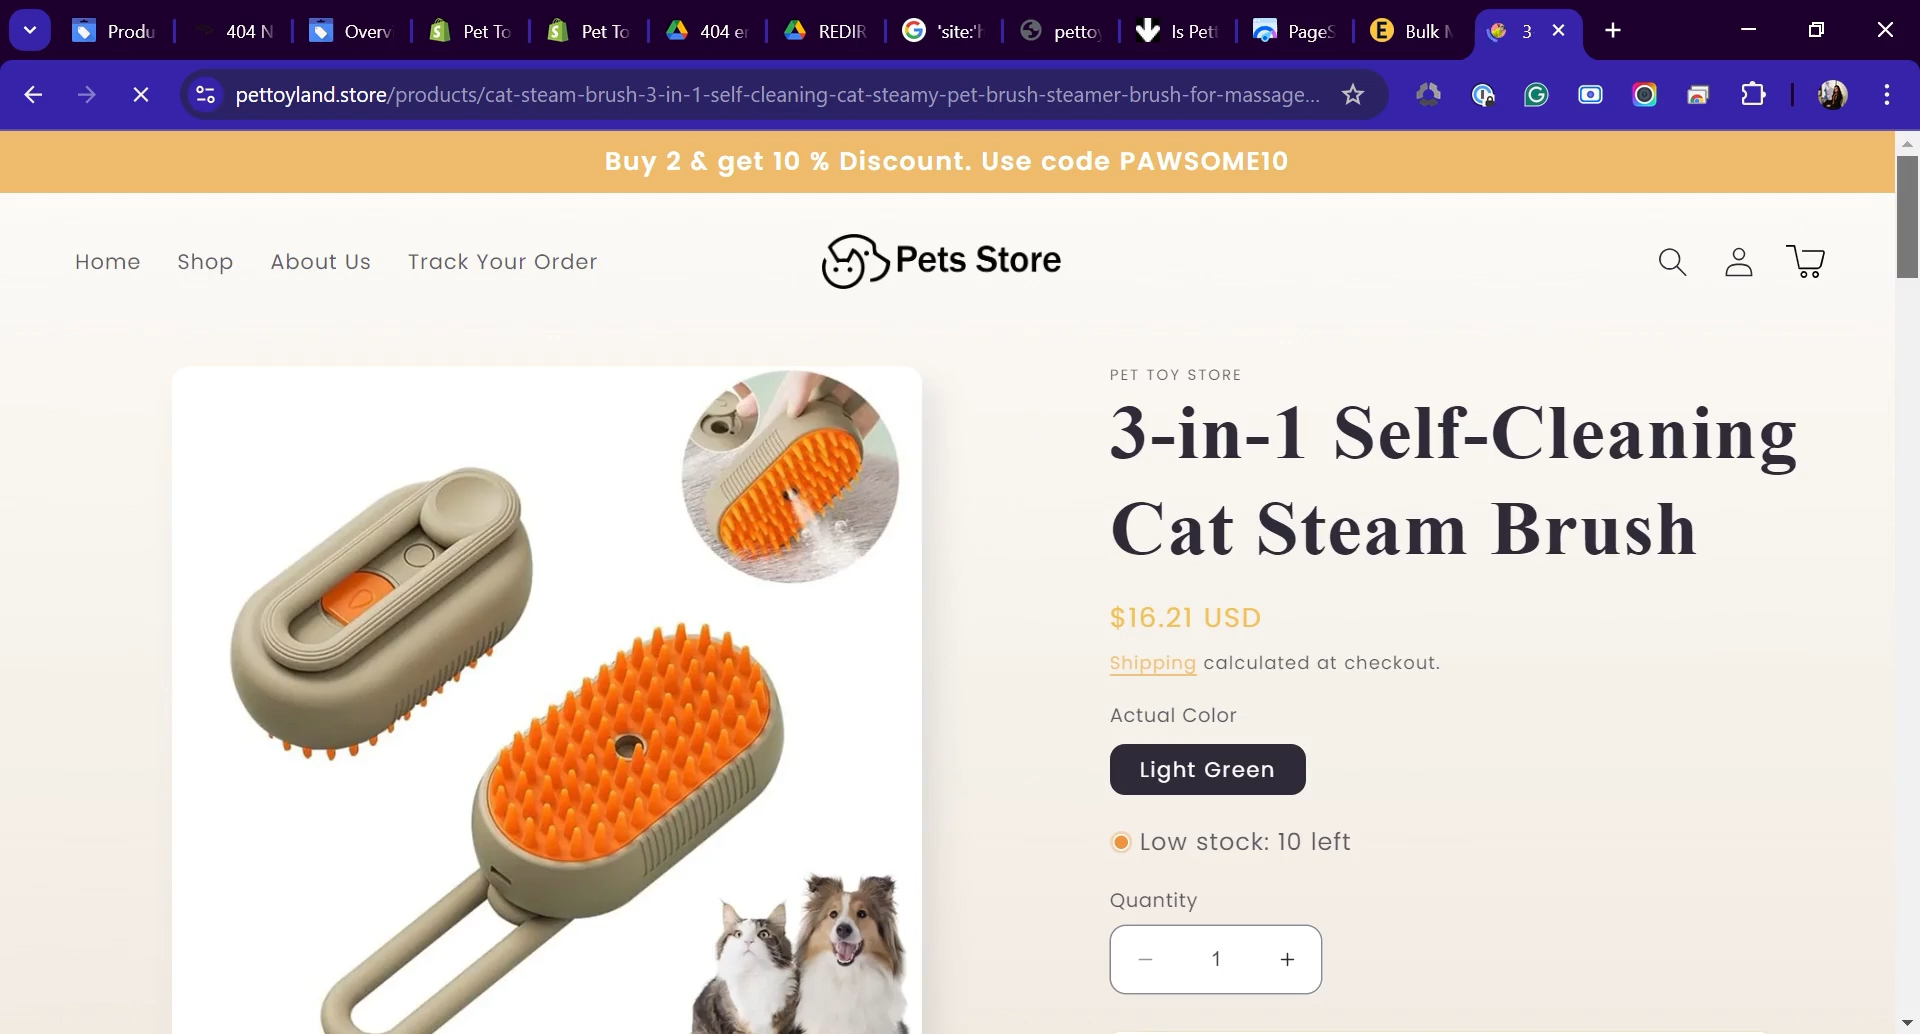 Produ
404 N
Overv
Pet To
Pet To
404 er
REDIR
'site:'h
pettoy
Is Pett
PageS
Bulk M
3
pettoyland.store/products/cat-steam-brush-3-in-1-self-cleaning-cat-steamy-pet-brush-steamer-brush-for-massage...
Buy 2 & get 10 % Discount. Use code PAWSOME10
Home Shop About Us Track Your Order
Pets Store
PET TOY STORE
3-in-1 Self-Cleaning
Cat Steam Brush
$16.21 USD
Shipping calculated at checkout.
Actual Color
Light Green
Low stock: 10 left
Quantity
− 1 +